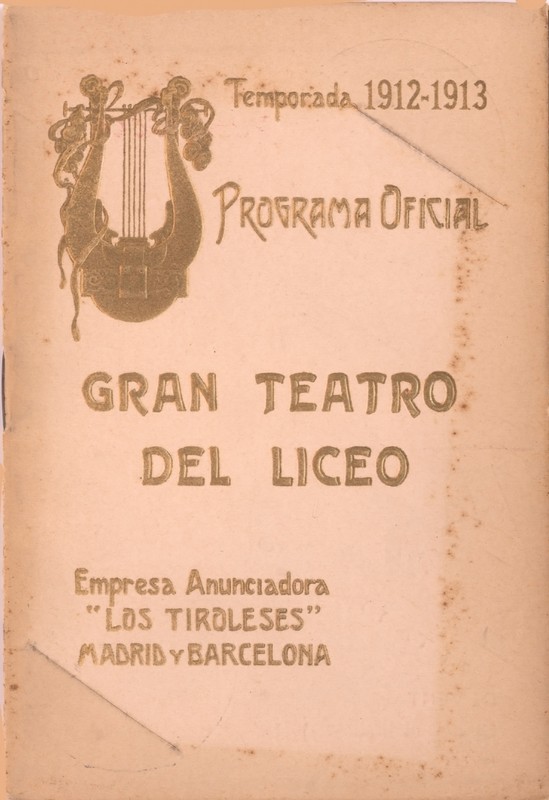 Temporada 1912-1913
PROGRAMA OFICIAL
GRAN TEATRO
DEL LICEO
Empresa Anunciadora
"LOS TIROLESES"
MADRID Y BARCELONA